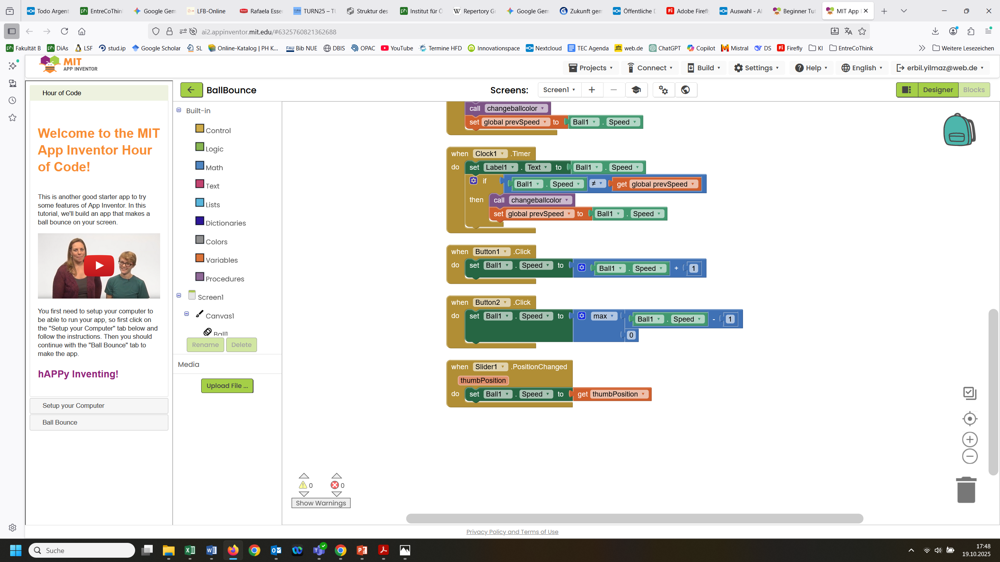 Todo Argent
EntreCoThin
Google Gem
LFB-Online
Rafaela Esser
TURN25 – TU
Struktur des
Institut für Ö
Repertory Gr
Google Gem
Zukunft gem
Öffentliche D
Adobe Firefly
Auswahl - Al
Beginner Tut
MIT App I
ai2.appinventor.mit.edu/#6325760821362688
Fakultät B
DiAs
LSF
stud.ip
Google Scholar
SL
Online-Katalog | PH K...
FAU Bib NUE
DBIS
OPAC
YouTube
Termine HFD
Innovationspace
Nextcloud
TEC Agenda
web.de
ChatGPT
Copilot
Mistral
DS
Firefly
KI
EntreCoThink
Weitere Lesezeichen
MIT
APP INVENTOR
Projects
Connect
Build
Settings
Help
English
erbil.yilmaz@web.de
Hour of Code
BallBounce
Screens:
Screen1
Designer
Blocks
Welcome to the MIT
App Inventor Hour
of Code!
This is another good starter app to try
some features of App Inventor. In this
tutorial, we'll build an app that makes a
ball bounce on your screen.
You first need to setup your computer to
be able to run your app, so first click on
the "Setup your Computer" tab below and
follow the instructions. Then you should
continue with the "Ball Bounce" tab to
make the app.
hAPPy Inventing!
Setup your Computer
Ball Bounce
Built-in
Control
Logic
Math
Text
Lists
Dictionaries
Colors
Variables
Procedures
Screen1
Canvas1
Ball1
Rename
Delete
Media
Upload File ...
call changeballcolor
set global prevSpeed to Ball1 . Speed
when Clock1 .Timer
do set Label1 . Text to Ball1 . Speed
if Ball1 . Speed ≠ get global prevSpeed
then call changeballcolor
set global prevSpeed to Ball1 . Speed
when Button1 .Click
do set Ball1 . Speed to Ball1 . Speed + 1
when Button2 .Click
do set Ball1 . Speed to max Ball1 . Speed - 1
0
when Slider1 .PositionChanged
thumbPosition
do set Ball1 . Speed to get thumbPosition
0
0
Show Warnings
Privacy Policy and Terms of Use
Suche
17:48
19.10.2025